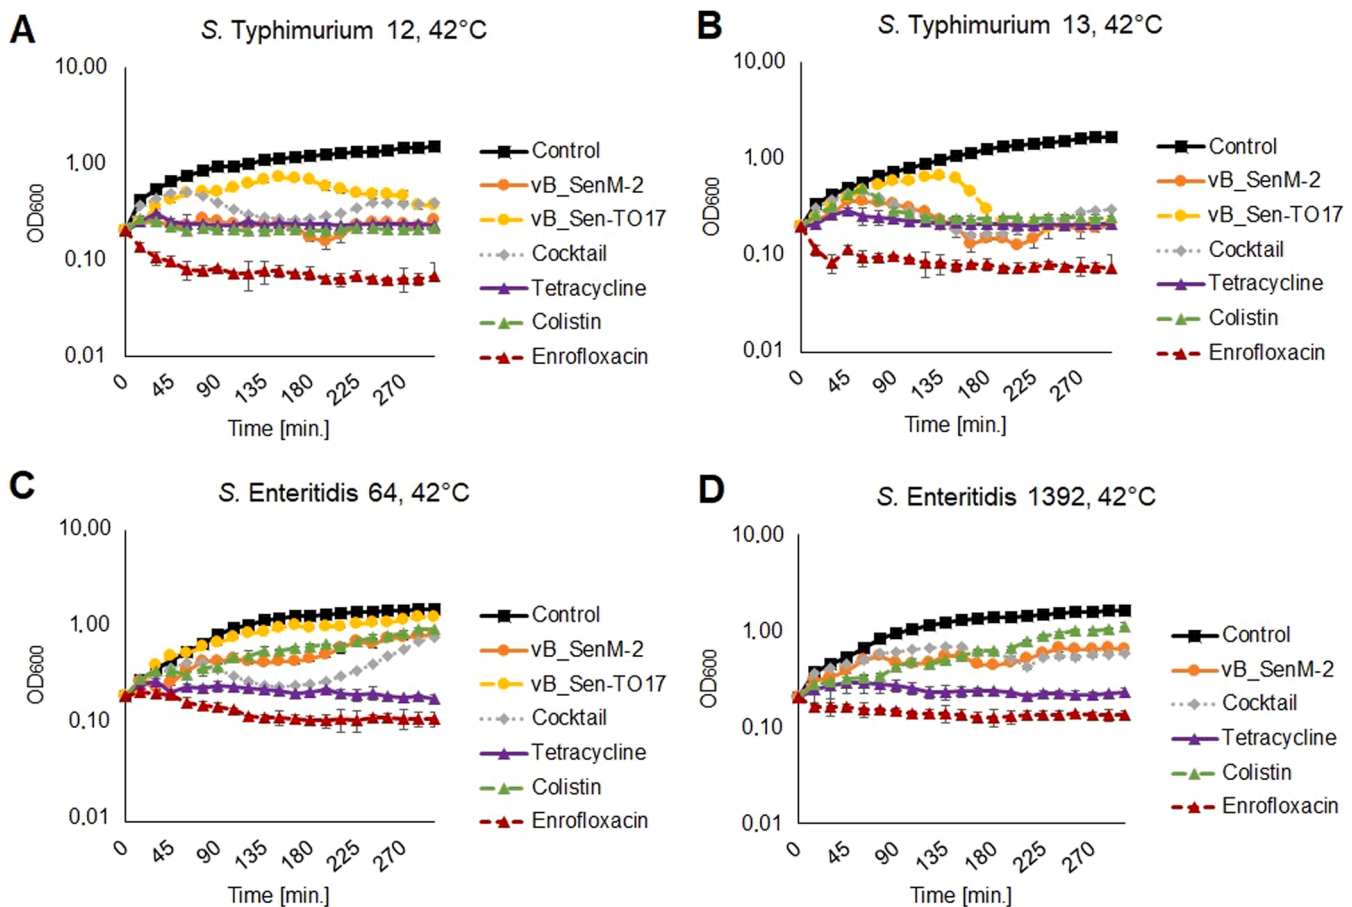 A
S. Typhimurium 12, 42°C
10.00
1.00
0.10
0.01
OD600
0
45
90
135
180
225
270
Time [min.]
Control
vB_SenM-2
vB_Sen-TO17
Cocktail
Tetracycline
Colistin
Enrofloxacin
B
S. Typhimurium 13, 42°C
10.00
1.00
0.10
0.01
OD600
0
45
90
135
180
225
270
Time [min.]
Control
vB_SenM-2
vB_Sen-TO17
Cocktail
Tetracycline
Colistin
Enrofloxacin
C
S. Enteritidis 64, 42°C
10.00
1.00
0.10
0.01
OD600
0
45
90
135
180
225
270
Time [min.]
Control
vB_SenM-2
vB_Sen-TO17
Cocktail
Tetracycline
Colistin
Enrofloxacin
D
S. Enteritidis 1392, 42°C
10.00
1.00
0.10
0.01
OD600
0
45
90
135
180
225
270
Time [min.]
Control
vB_SenM-2
Cocktail
Tetracycline
Colistin
Enrofloxacin